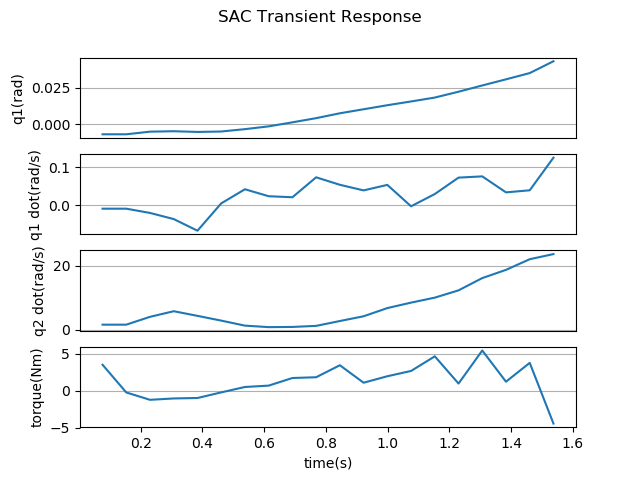 SAC Transient Response
q1(rad)
0.025
0.000
q1 dot(rad/s)
0.1
0.0
q2 dot(rad/s)
20
0
torque(Nm)
5
0
−5
0.2 0.4 0.6 0.8 1.0 1.2 1.4 1.6
time(s)